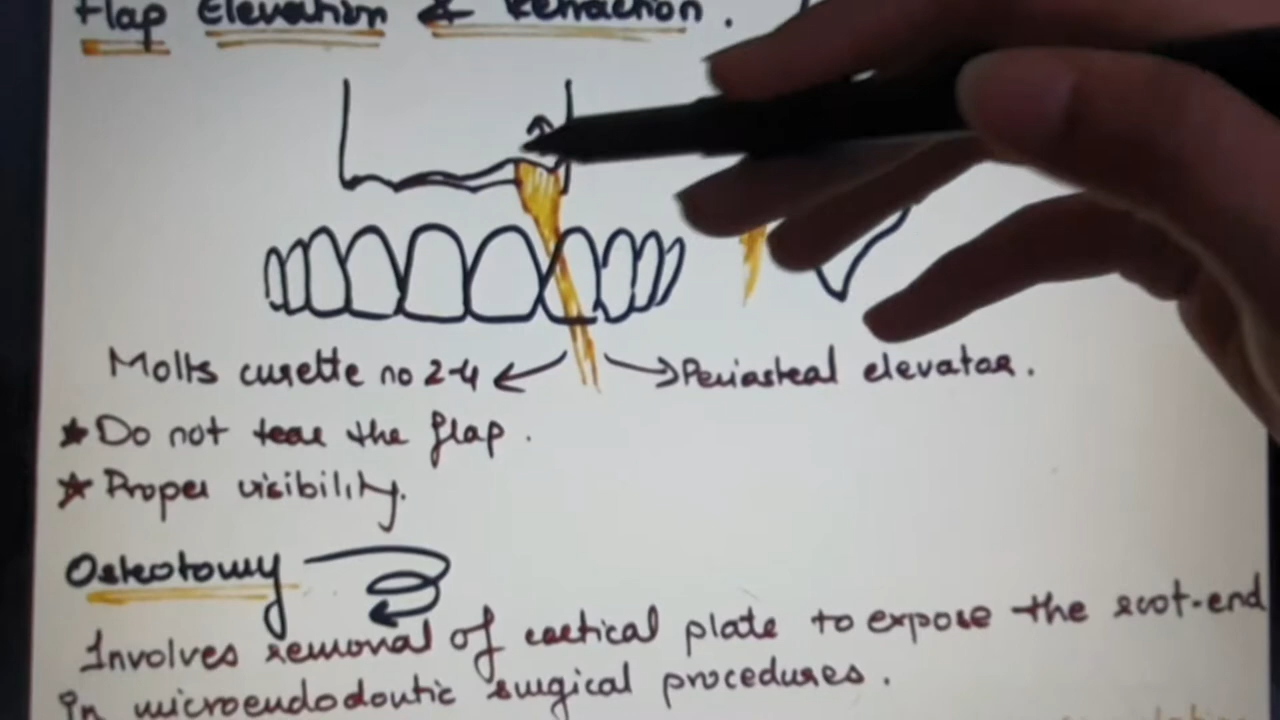 Flap Elevation & Retraction.
Molts curette no 2-4
Periosteal elevator.
★ Do not tear the flap.
★ Proper visibility.
Osteotomy
Involves removal of cortical plate to expose the root-end
in microendodontic surgical procedures.